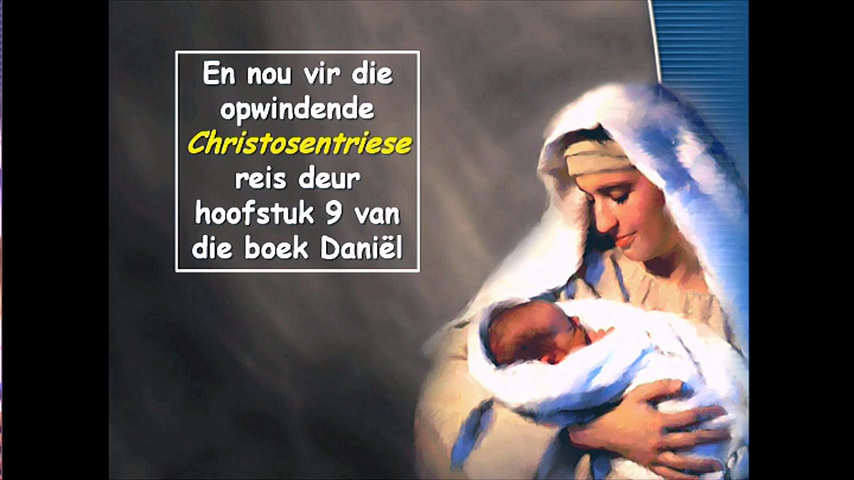 En nou vir die
opwindende
Christosentriese
reis deur
hoofstuk 9 van
die boek Daniël